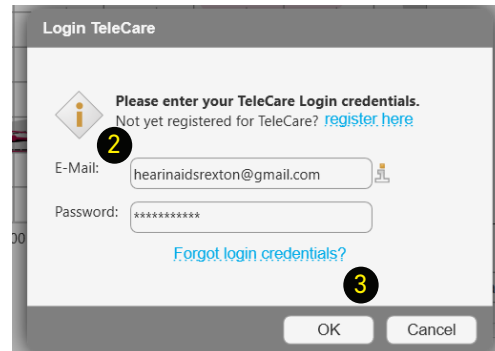 Login TeleCare
Please enter your TeleCare Login credentials.
Not yet registered for TeleCare? register here
2
E-Mail: hearinaidsrexton@gmail.com
Password: ***********
00
Forgot login credentials?
3
OK Cancel